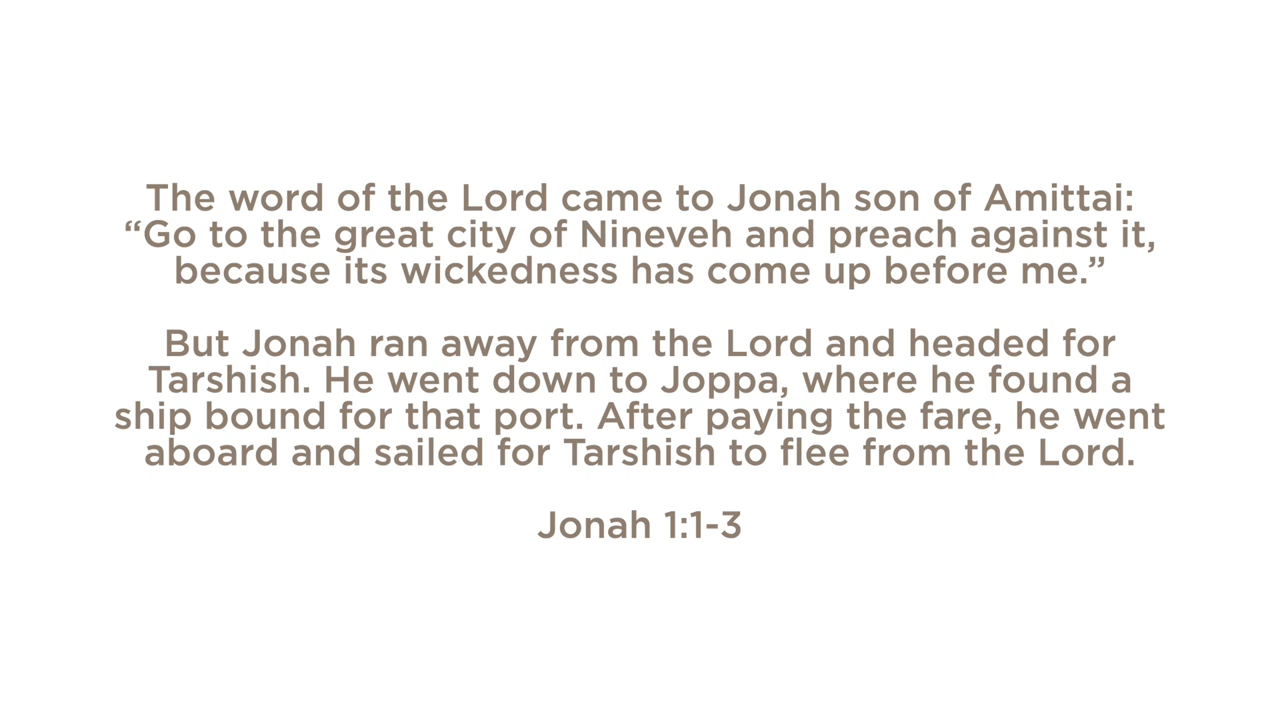 The word of the Lord came to Jonah son of Amittai:
“Go to the great city of Nineveh and preach against it,
because its wickedness has come up before me.”
But Jonah ran away from the Lord and headed for
Tarshish. He went down to Joppa, where he found a
ship bound for that port. After paying the fare, he went
aboard and sailed for Tarshish to flee from the Lord.
Jonah 1:1-3